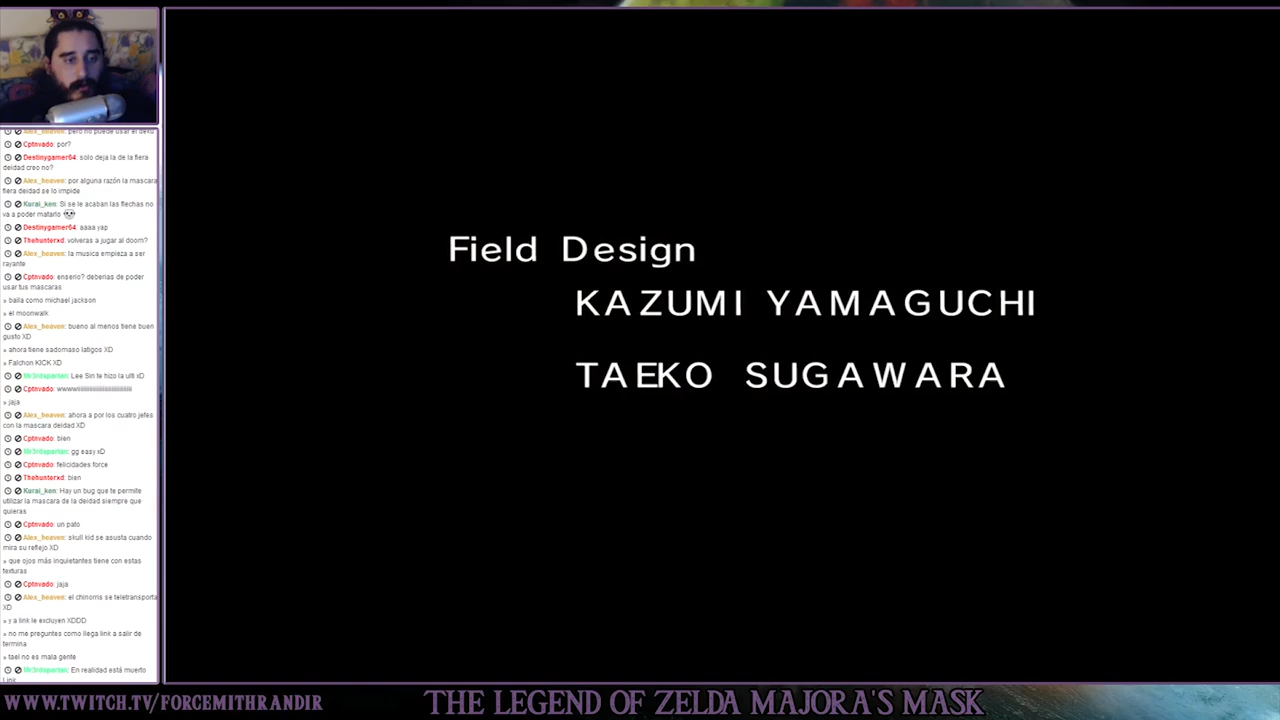 Alex_heaven: pero no puede usar el deku
Cptnvado: por?
Destinygamer64: solo deja la de la fiera
deidad creo no?
Alex_heaven: por alguna razón la mascara
fiera deidad se lo impide
Kurai_ken: Si se le acaban las flechas no
va a poder matarlo
Destinygamer64: aaaa yap
Thehunterxd: volveras a jugar al doom?
Alex_heaven: la musica empieza a ser
rayante
Cptnvado: enserio? deberias de poder
usar tus mascaras
» baila como michael jackson
» el moonwalk
Alex_heaven: bueno al menos tiene buen
gusto XD
» ahora tiene sadomaso latigos XD
» Falchon KICK XD
Mr3rdspartan: Lee Sin te hizo la ulti xD
» jaja
Alex_heaven: ahora a por los cuatro jefes
con la mascara deidad XD
Cptnvado: bien
Mr3rdspartan: gg easy xD
Cptnvado: felicidades force
Thehunterxd: bien
Kurai_ken: Hay un bug que te permite
utilizar la mascara de la deidad siempre que
quieras
Cptnvado: un pato
Alex_heaven: skull kid se asusta cuando
mira su reflejo XD
» que ojos más inquietantes tiene con estas
texturas
Cptnvado: jaja
Alex_heaven: el chinorris se teletransporta
XD
» y a link le excluyen XDDD
» no me preguntes como llega link a salir de
termina
» tael no es mala gente
Mr3rdspartan: En realidad está muerto
Link
Field Design
KAZUMI YAMAGUCHI
TAEKO SUGAWARA
WWW.TWITCH.TV/FORCEMITHRANDIR
THE LEGEND OF ZELDA MAJORA'S MASK